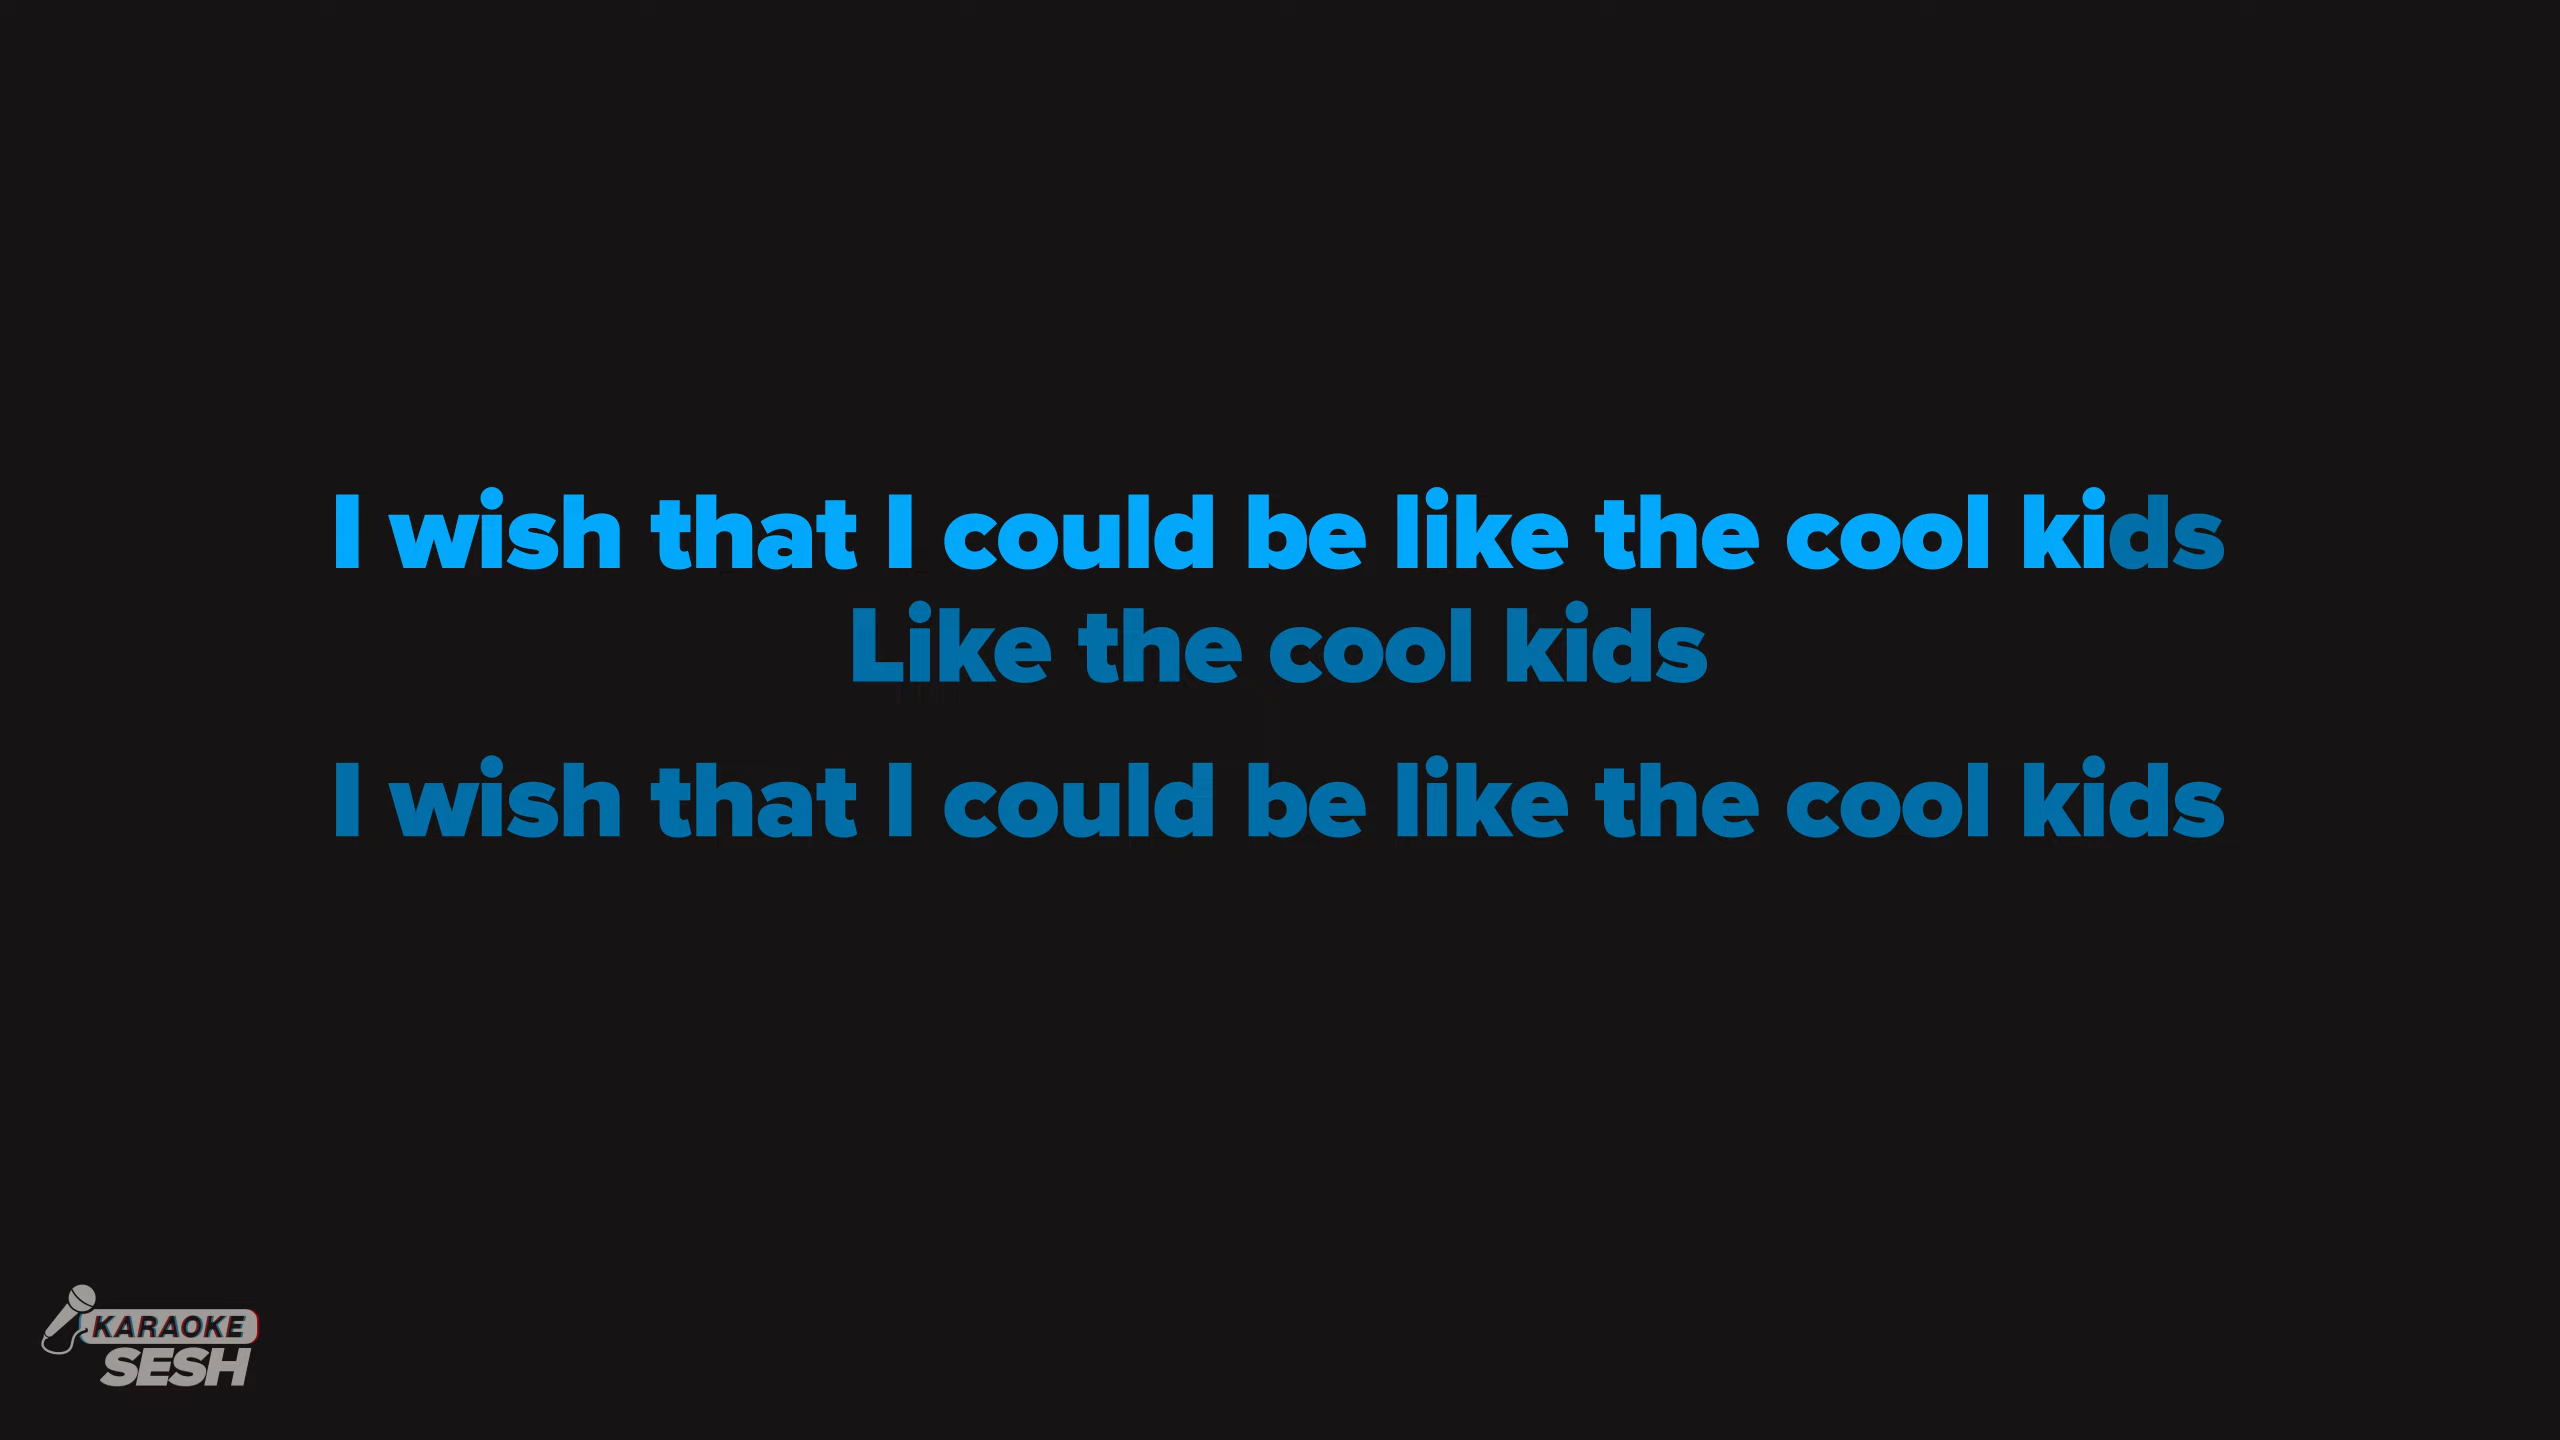 I wish that I could be like the cool kids
Like the cool kids
I wish that I could be like the cool kids
KARAOKE
SESH